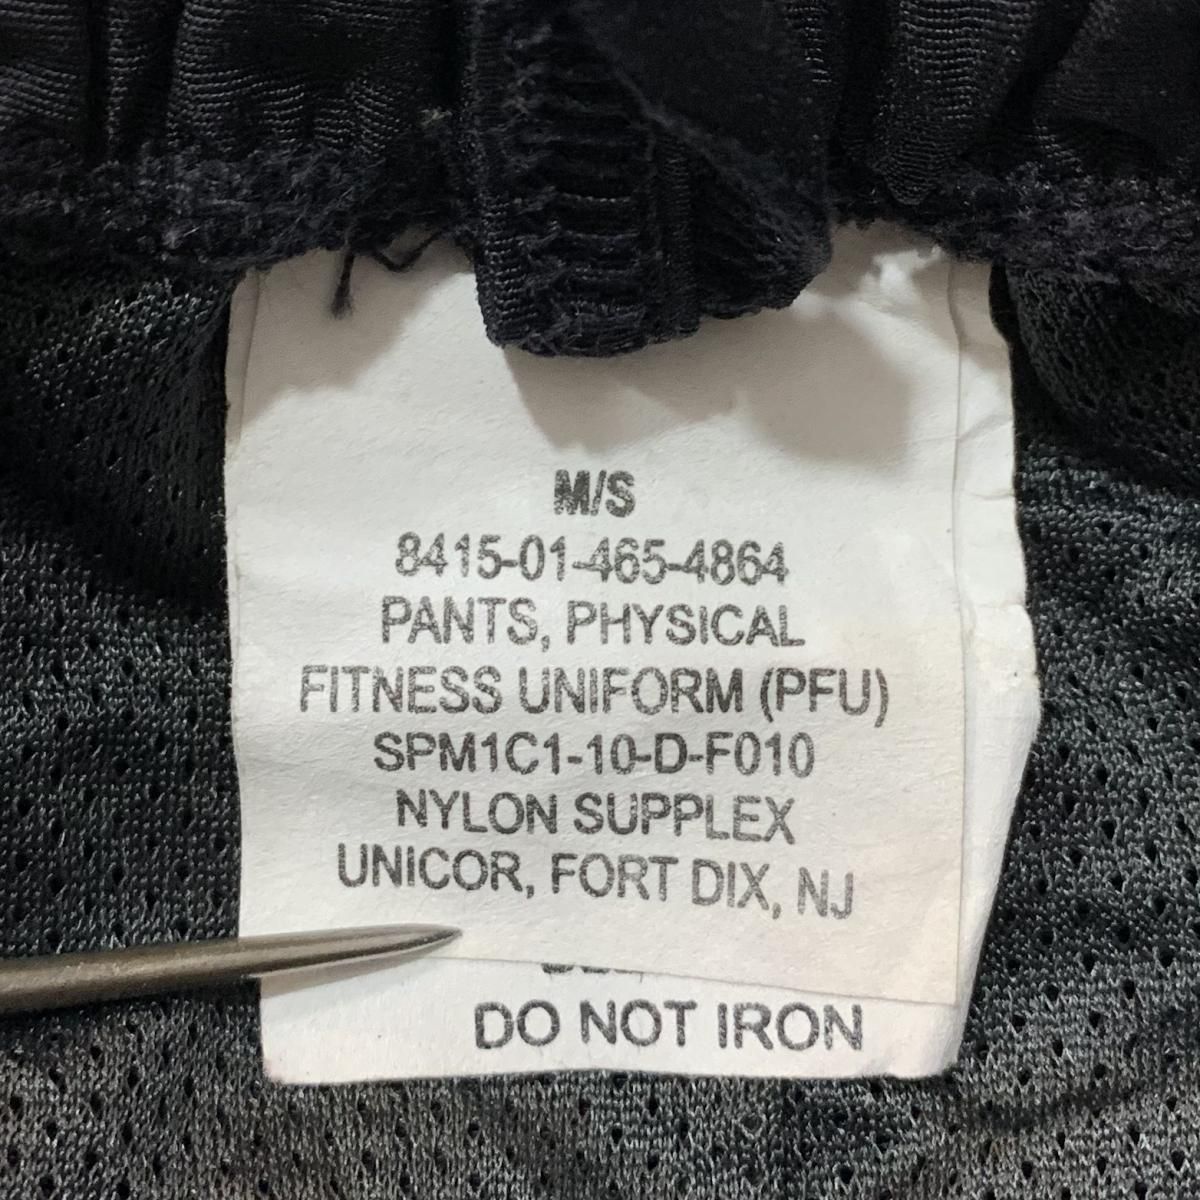 M/S
8415-01-465-4864
PANTS, PHYSICAL
FITNESS UNIFORM (PFU)
SPM1C1-10-D-F010
NYLON SUPPLEX
UNICOR, FORT DIX, NJ
DO NOT IRON